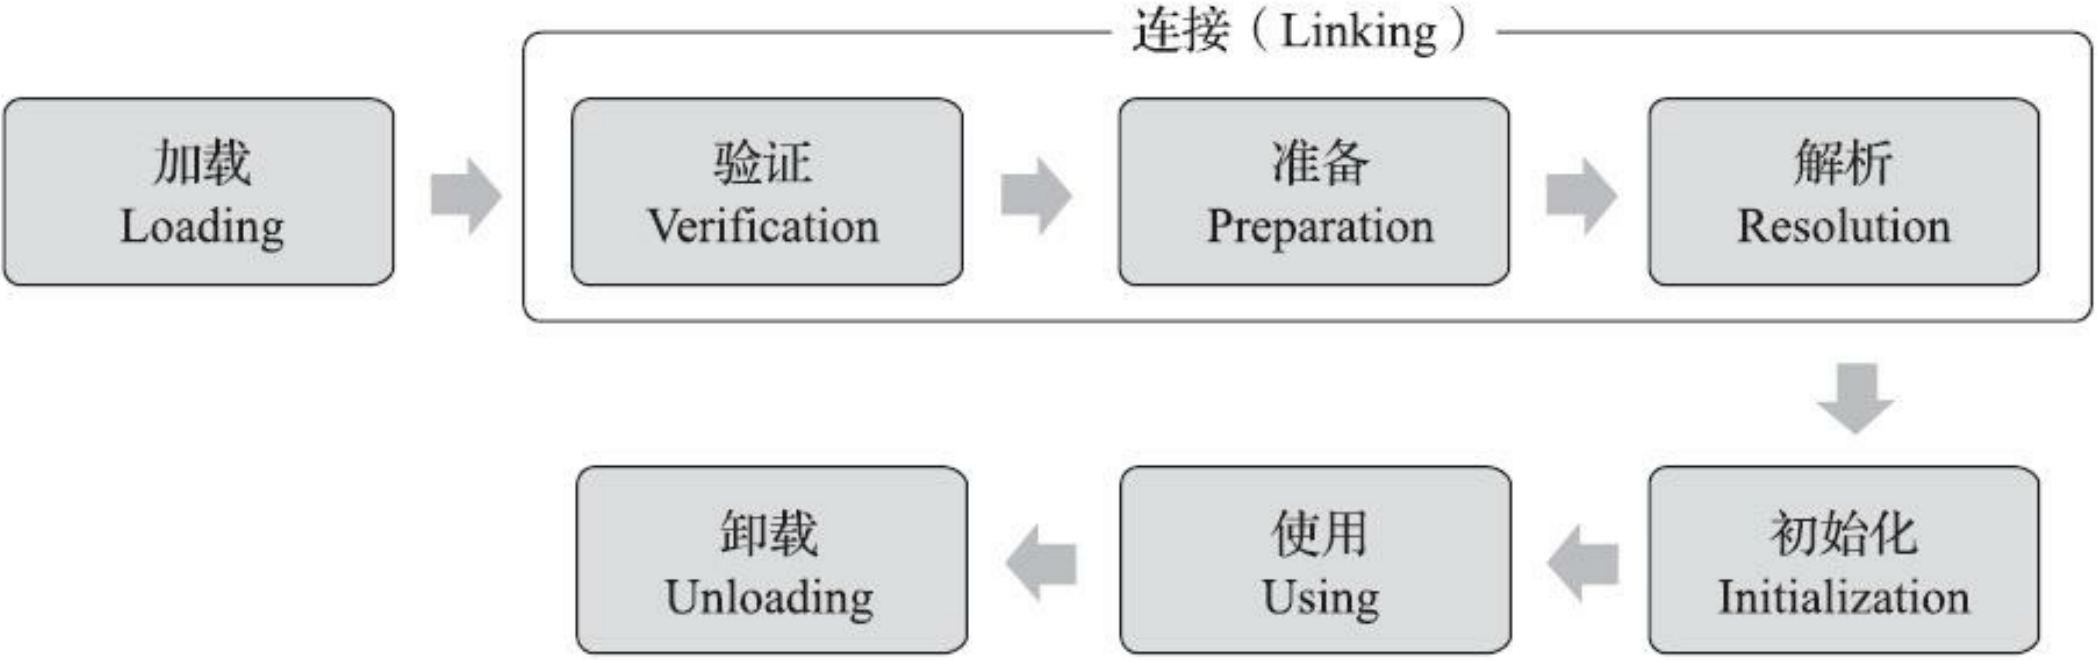 连接（Linking）
加载
Loading
验证
Verification
准备
Preparation
解析
Resolution
初始化
Initialization
使用
Using
卸载
Unloading